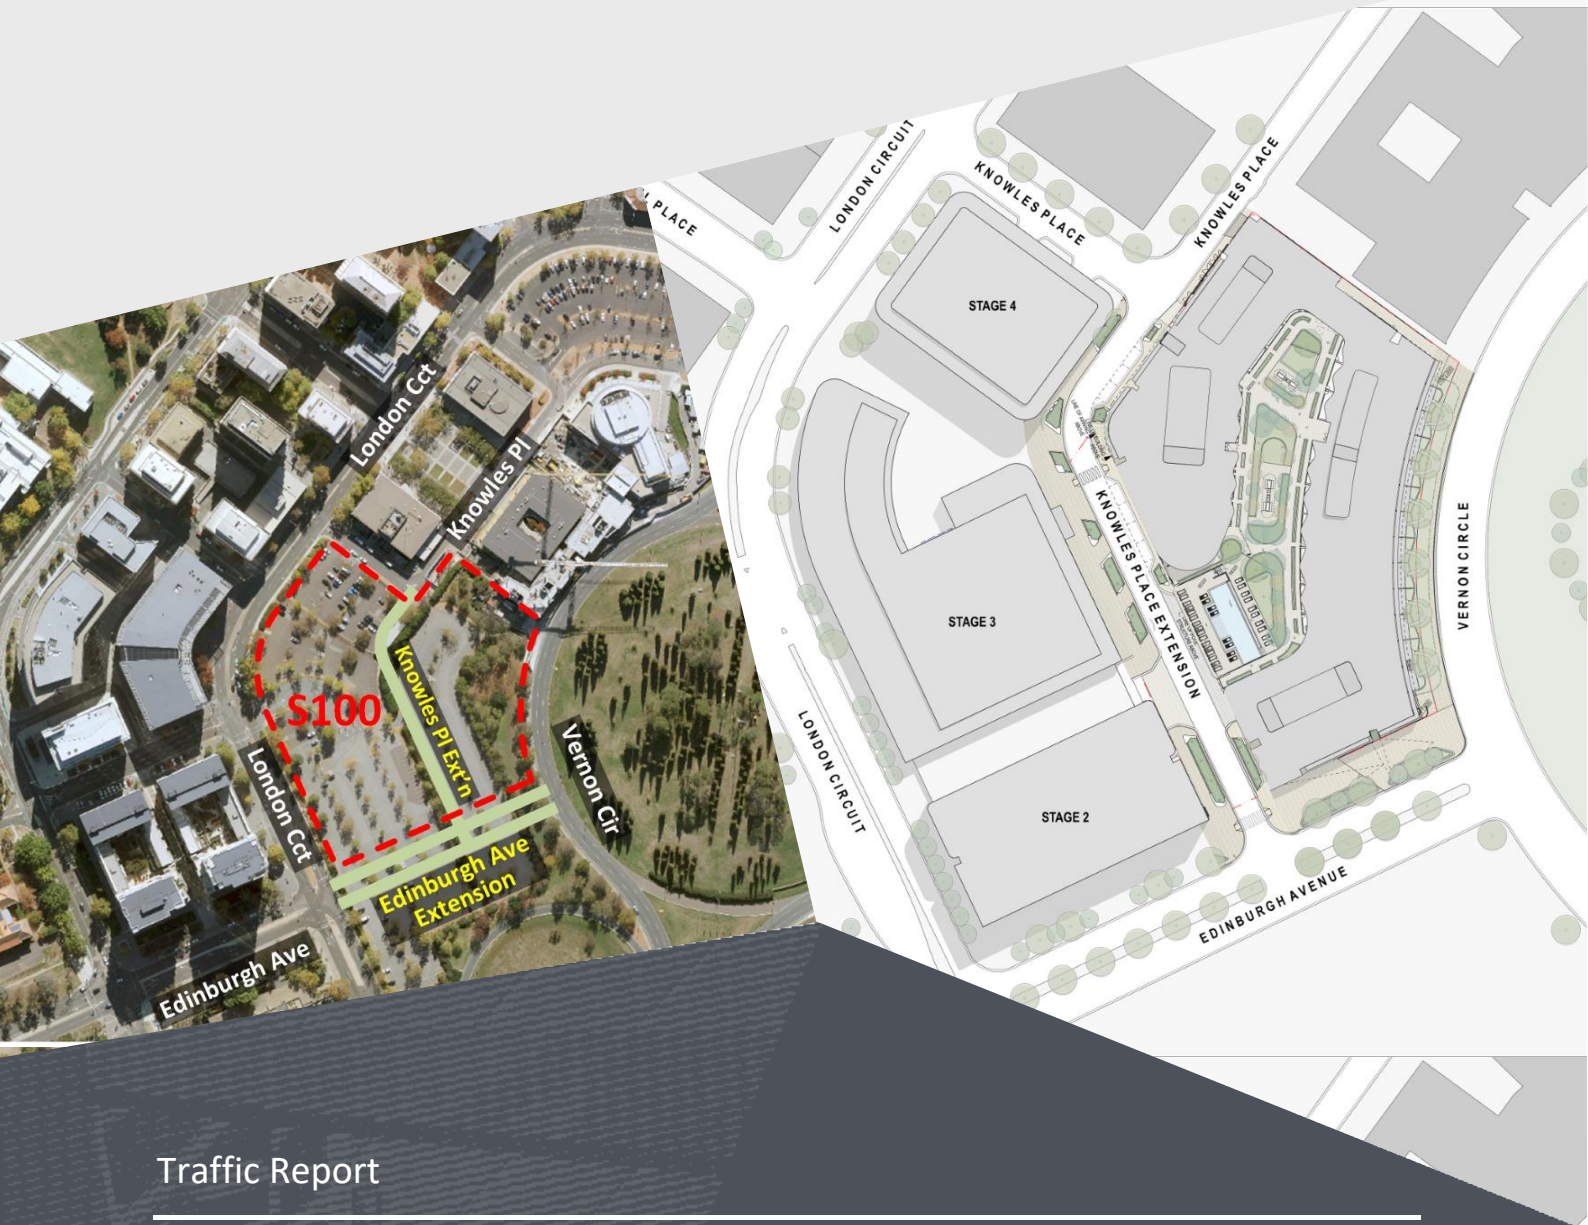 LONDON CIRCUIT
KNOWLES PLACE
KNOWLES PLACE
PLACE
STAGE 4
London Cct
Knowles Pl
KNOWLES PLACE EXTENSION
VERNON CIRCLE
STAGE 3
S100
Knowles Pl Ext'n
London Cct
Vernon Cir
LONDON CIRCUIT
STAGE 2
Edinburgh Ave
Extension
EDINBURGH AVENUE
Edinburgh Ave
Traffic Report